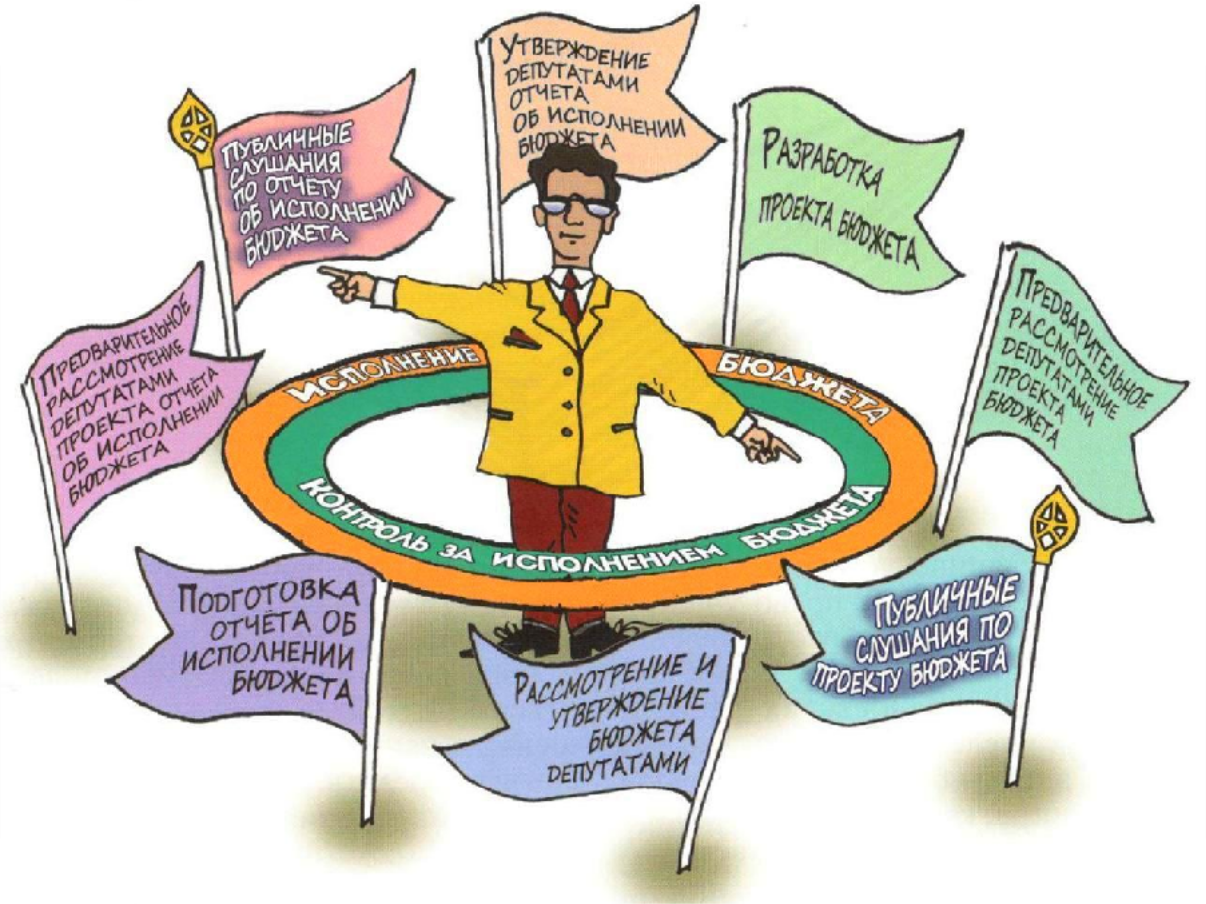 Утверждение
депутатами
отчета
об исполнении
бюджета
Разработка
проекта бюджета
Предварительное
рассмотрение
депутатами
проекта
бюджета
Публичные
слушания по
проекту бюджета
Рассмотрение и
утверждение
бюджета
депутатами
Подготовка
отчёта об
исполнении
бюджета
Предварительное
рассмотрение
депутатами
проекта отчёта
об исполнении
бюджета
Публичные
слушания
по отчёту
об исполнении
бюджета
ИСПОЛНЕНИЕ БЮДЖЕТА
КОНТРОЛЬ ЗА ИСПОЛНЕНИЕМ БЮДЖЕТА